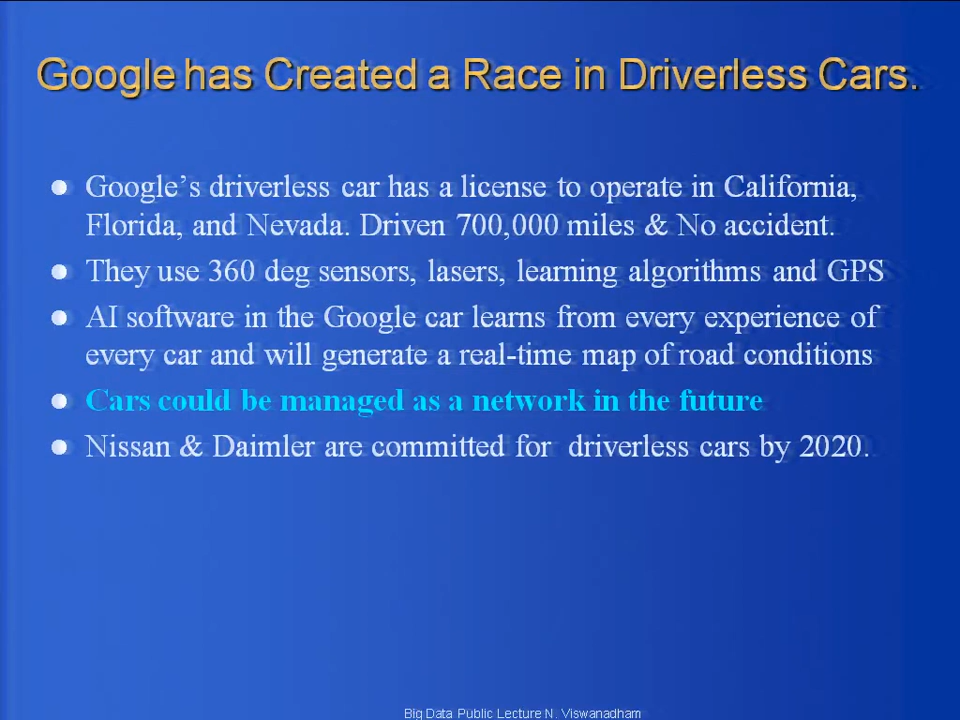 Google has Created a Race in Driverless Cars.
Google’s driverless car has a license to operate in California,
Florida, and Nevada. Driven 700,000 miles & No accident.
They use 360 deg sensors, lasers, learning algorithms and GPS
AI software in the Google car learns from every experience of
every car and will generate a real-time map of road conditions
Cars could be managed as a network in the future
Nissan & Daimler are committed for driverless cars by 2020.
Big Data Public Lecture N. Viswanadham